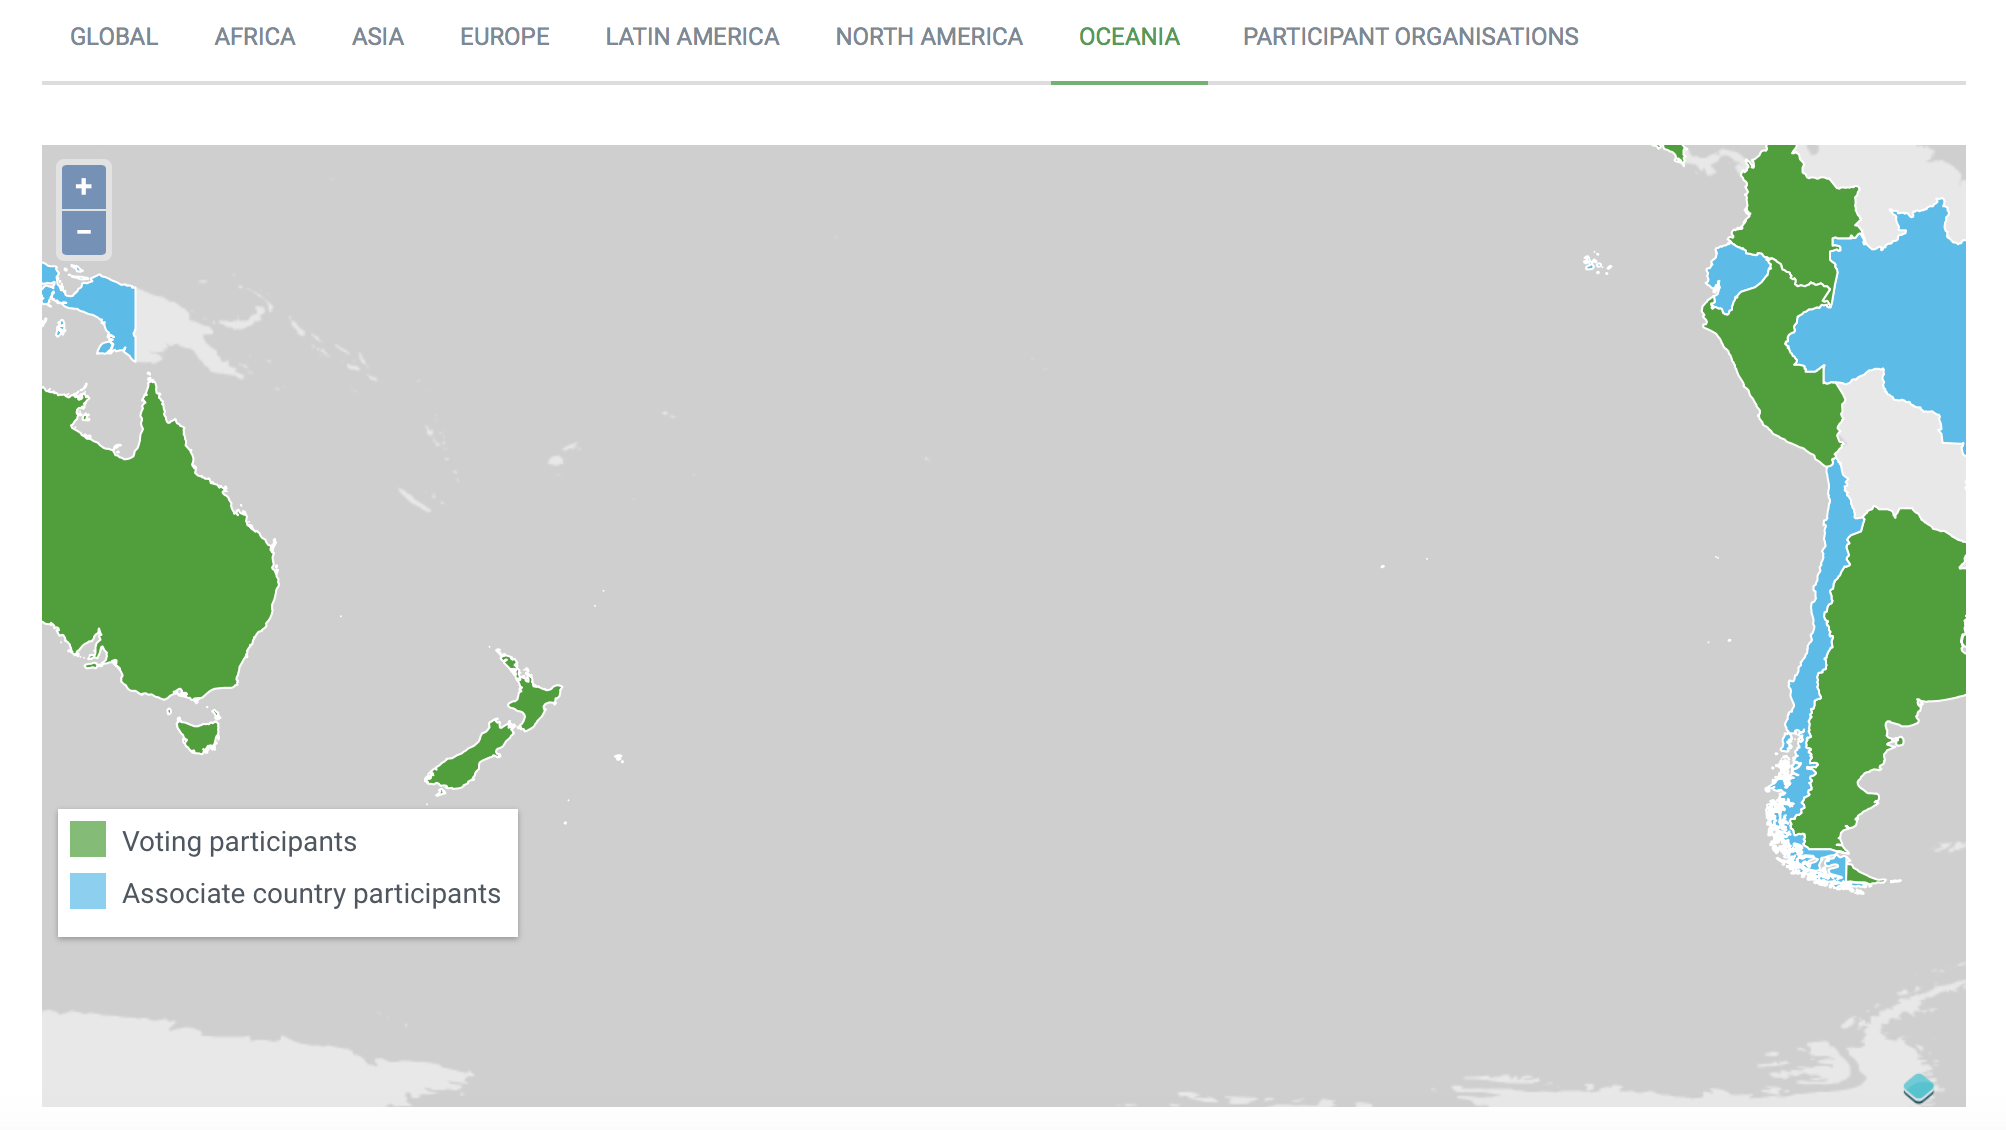 GLOBAL AFRICA ASIA EUROPE LATIN AMERICA NORTH AMERICA OCEANIA PARTICIPANT ORGANISATIONS
+
−
Voting participants
Associate country participants